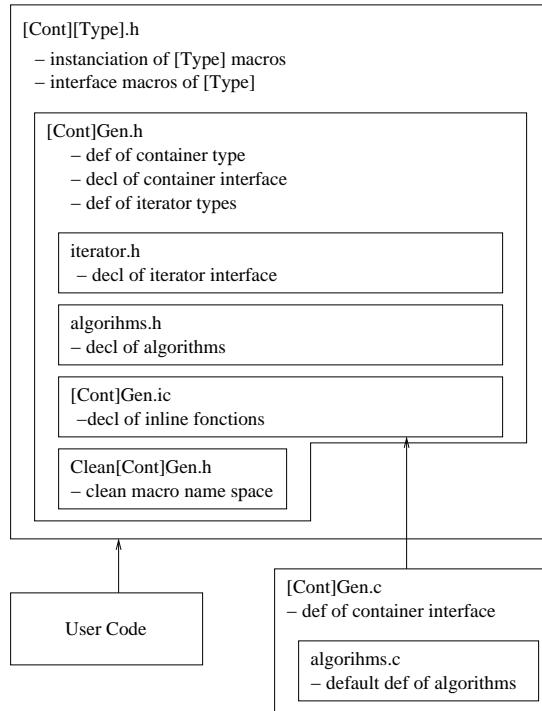 [Cont][Type].h
– instanciation of [Type] macros
– interface macros of [Type]
[Cont]Gen.h
– def of container type
– decl of container interface
– def of iterator types
iterator.h
– decl of iterator interface
algorihms.h
– decl of algorithms
[Cont]Gen.ic
–decl of inline fonctions
Clean[Cont]Gen.h
– clean macro name space
User Code
[Cont]Gen.c
– def of container interface
algorihms.c
– default def of algorithms